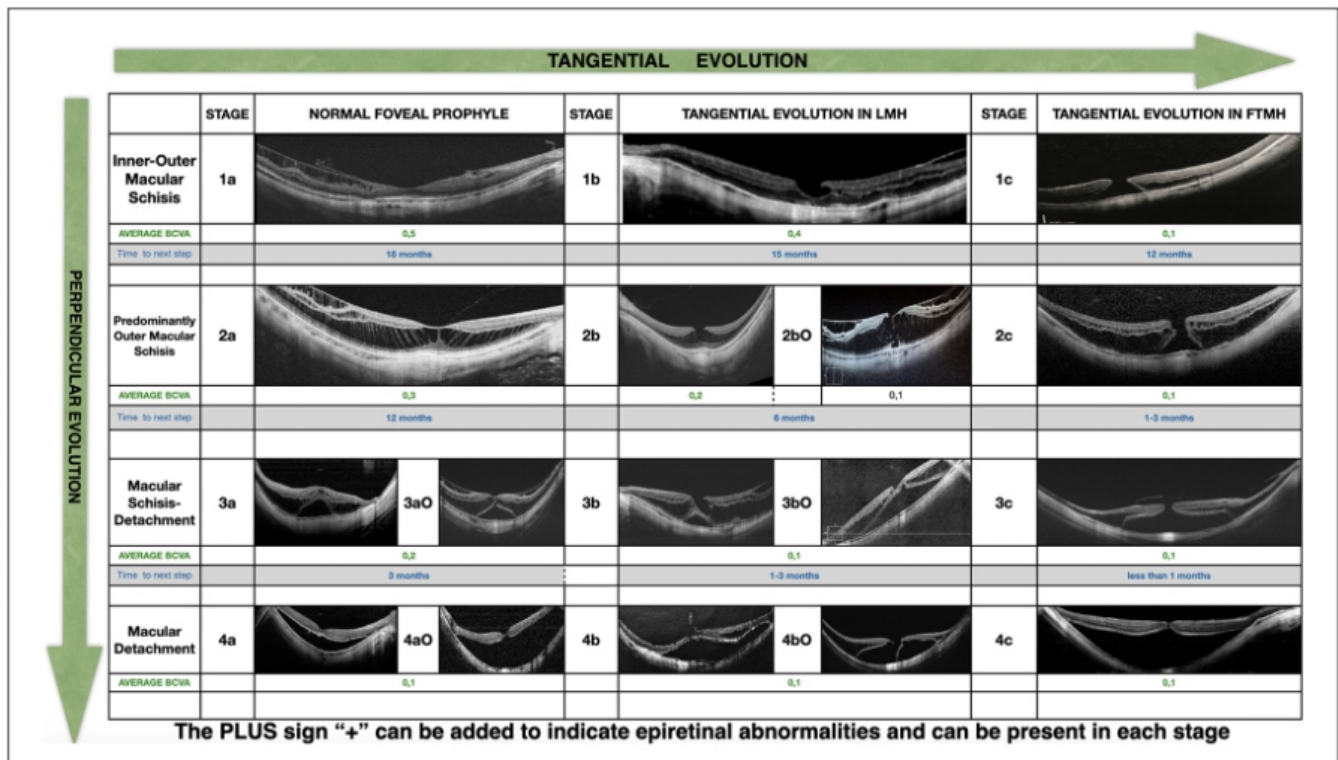 TANGENTIAL EVOLUTION
PERPENDICULAR EVOLUTION
STAGE NORMAL FOVEAL PROPHYLE STAGE TANGENTIAL EVOLUTION IN LMH STAGE TANGENTIAL EVOLUTION IN FTMH
Inner-Outer
Macular
Schisis
1a 1b 1c
AVERAGE BCVA 0,5 0,4 0,1
Time to next step 18 months 15 months 12 months
Predominantly
Outer Macular
Schisis
2a 2b 2bO 2c
AVERAGE BCVA 0,3 0,2 0,1 0,1
Time to next step 12 months 6 months 1-3 months
Macular
Schisis-
Detachment
3a 3aO 3b 3bO 3c
AVERAGE BCVA 0,2 0,1 0,1
Time to next step 3 months 1-3 months less than 1 months
Macular
Detachment
4a 4aO 4b 4bO 4c
AVERAGE BCVA 0,1 0,1 0,1
The PLUS sign “+” can be added to indicate epiretinal abnormalities and can be present in each stage